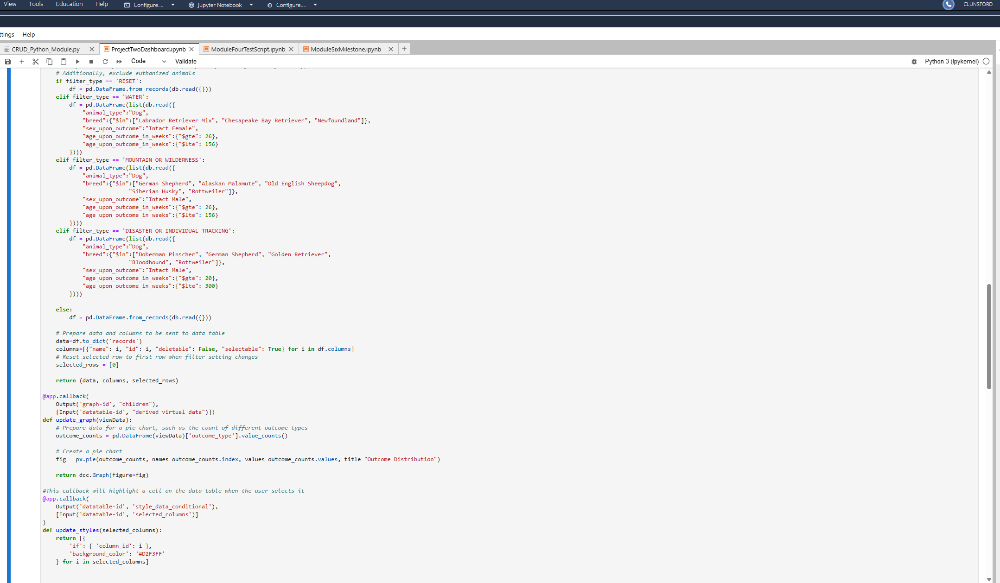 View Tools Education Help Configure.... Jupyter Notebook Configure.... CLUNSFORD
ttings Help
CRUD_Python_Module.py ProjectTwoDashboard.ipynb ModuleFourTestScript.ipynb ModuleSixMilestone.ipynb
Code Validate Python 3 (ipykernel)
    # Additionally, exclude euthanized animals
    if filter_type == 'RESET':
        df = pd.DataFrame.from_records(db.read({}))
    elif filter_type == 'WATER':
        df = pd.DataFrame(list(db.read({
            "animal_type":"Dog",
            "breed":{"$in":["Labrador Retriever Mix", "Chesapeake Bay Retriever", "Newfoundland"]},
            "sex_upon_outcome":"Intact Female",
            "age_upon_outcome_in_weeks":{"$gte": 26},
            "age_upon_outcome_in_weeks":{"$lte": 156}
        })))
    elif filter_type == 'MOUNTAIN OR WILDERNESS':
        df = pd.DataFrame(list(db.read({
            "animal_type":"Dog",
            "breed":{"$in":["German Shepherd", "Alaskan Malamute", "Old English Sheepdog",
                          "Siberian Husky", "Rottweiler"]},
            "sex_upon_outcome":"Intact Male",
            "age_upon_outcome_in_weeks":{"$gte": 26},
            "age_upon_outcome_in_weeks":{"$lte": 156}
        })))
    elif filter_type == 'DISASTER OR INDIVIDUAL TRACKING':
        df = pd.DataFrame(list(db.read({
            "animal_type":"Dog",
            "breed":{"$in":["Doberman Pinscher", "German Shepherd", "Golden Retriever",
                          "Bloodhound", "Rottweiler"]},
            "sex_upon_outcome":"Intact Male",
            "age_upon_outcome_in_weeks":{"$gte": 20},
            "age_upon_outcome_in_weeks":{"$lte": 300}
        })))
    else:
        df = pd.DataFrame.from_records(db.read({}))
    # Prepare data and columns to be sent to data table
    data=df.to_dict('records')
    columns=[{"name": i, "id": i, "deletable": False, "selectable": True} for i in df.columns]
    # Reset selected row to first row when filter setting changes
    selected_rows = [0]
    return (data, columns, selected_rows)
@app.callback(
    Output('graph-id', "children"),
    [Input('datatable-id', "derived_virtual_data")])
def update_graph(viewData):
    # Prepare data for a pie chart, such as the count of different outcome types
    outcome_counts = pd.DataFrame(viewData)['outcome_type'].value_counts()
    # Create a pie chart
    fig = px.pie(outcome_counts, names=outcome_counts.index, values=outcome_counts.values, title="Outcome Distribution")
    return dcc.Graph(figure=fig)
#This callback will highlight a cell on the data table when the user selects it
@app.callback(
    Output('datatable-id', 'style_data_conditional'),
    [Input('datatable-id', 'selected_columns')]
)
def update_styles(selected_columns):
    return [{
        'if': { 'column_id': i },
        'background_color': '#D2F3FF'
    } for i in selected_columns]